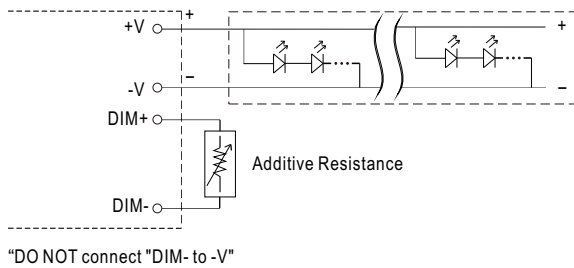 +V
+
+
−
-V
−
DIM+
Additive Resistance
DIM-
“DO NOT connect "DIM- to -V"